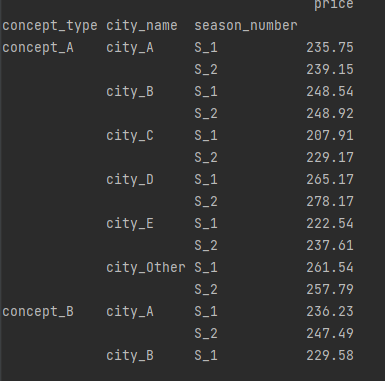 price
concept_type city_name season_number
concept_A city_A S_1 235.75
S_2 239.15
city_B S_1 248.54
S_2 248.92
city_C S_1 207.91
S_2 229.17
city_D S_1 265.17
S_2 278.17
city_E S_1 222.54
S_2 237.61
city_Other S_1 261.54
S_2 257.79
concept_B city_A S_1 236.23
S_2 247.49
city_B S_1 229.58